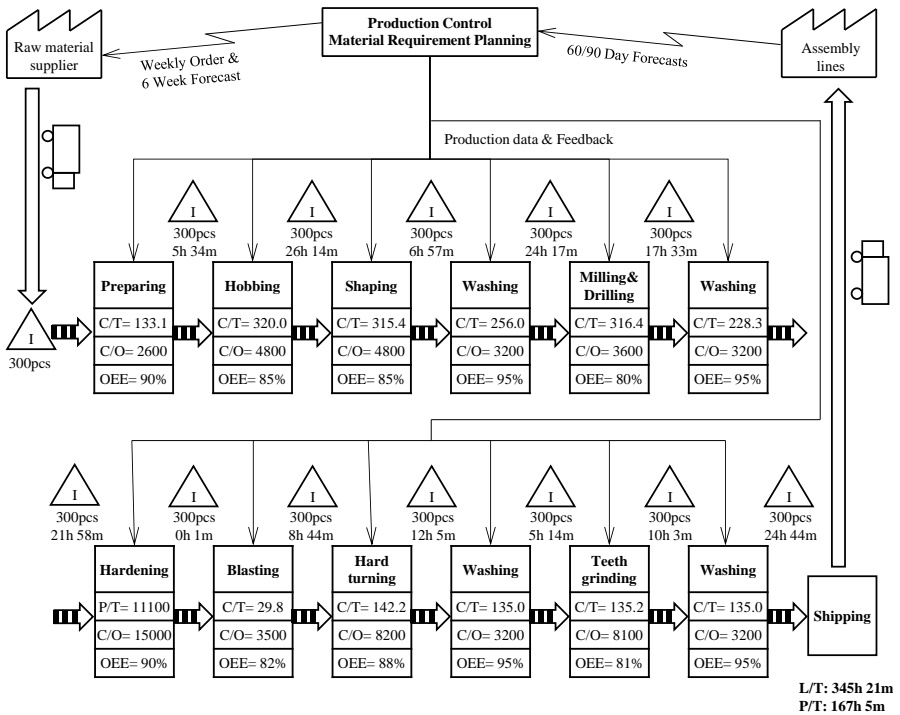 Production Control
Material Requirement Planning
Raw material
supplier
Weekly Order &
6 Week Forecast
60/90 Day Forecasts
Assembly
lines
Production data & Feedback
I
300pcs
5h 34m
I
300pcs
26h 14m
I
300pcs
6h 57m
I
300pcs
24h 17m
I
300pcs
17h 33m
I
300pcs
Preparing
C/T= 133.1
C/O= 2600
OEE= 90%
Hobbing
C/T= 320.0
C/O= 4800
OEE= 85%
Shaping
C/T= 315.4
C/O= 4800
OEE= 85%
Washing
C/T= 256.0
C/O= 3200
OEE= 95%
Milling&
Drilling
C/T= 316.4
C/O= 3600
OEE= 80%
Washing
C/T= 228.3
C/O= 3200
OEE= 95%
I
300pcs
21h 58m
I
300pcs
0h 1m
I
300pcs
8h 44m
I
300pcs
12h 5m
I
300pcs
5h 14m
I
300pcs
10h 3m
I
300pcs
24h 44m
Hardening
P/T= 11100
C/O= 15000
OEE= 90%
Blasting
C/T= 29.8
C/O= 3500
OEE= 82%
Hard
turning
C/T= 142.2
C/O= 8200
OEE= 88%
Washing
C/T= 135.0
C/O= 3200
OEE= 95%
Teeth
grinding
C/T= 135.2
C/O= 8100
OEE= 81%
Washing
C/T= 135.0
C/O= 3200
OEE= 95%
Shipping
L/T: 345h 21m
P/T: 167h 5m